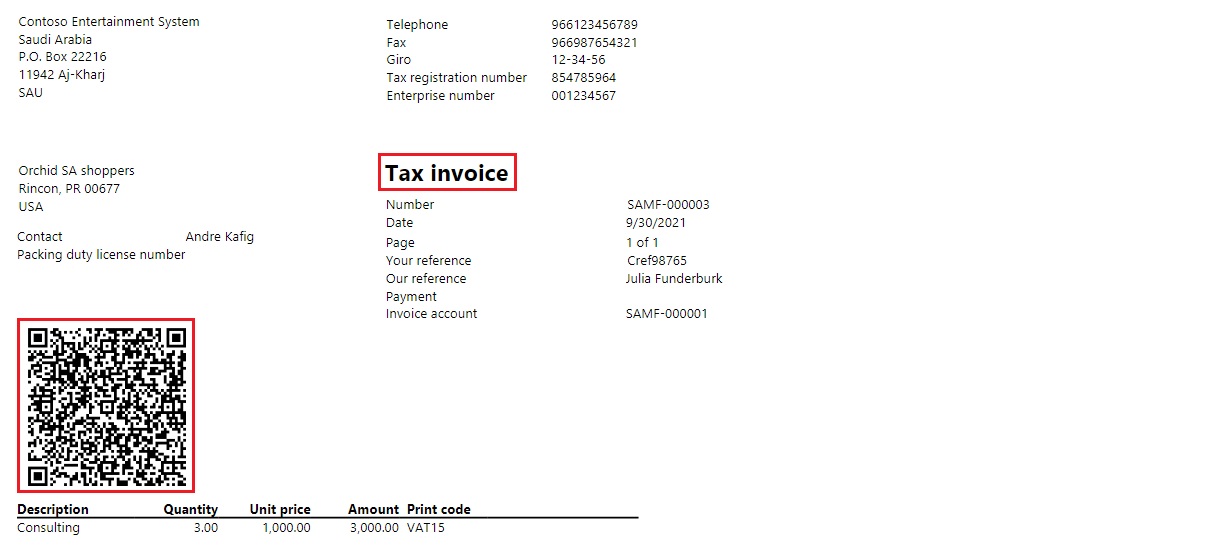 Contoso Entertainment System
Saudi Arabia
P.O. Box 22216
11942 Aj-Kharj
SAU
Telephone 966123456789
Fax 966987654321
Giro 12-34-56
Tax registration number 854785964
Enterprise number 001234567
Orchid SA shoppers
Rincon, PR 00677
USA
Contact Andre Kafig
Packing duty license number
Tax invoice
Number SAMF-000003
Date 9/30/2021
Page 1 of 1
Your reference Cref98765
Our reference Julia Funderburk
Payment
Invoice account SAMF-000001
Description Quantity Unit price Amount Print code
Consulting 3.00 1,000.00 3,000.00 VAT15